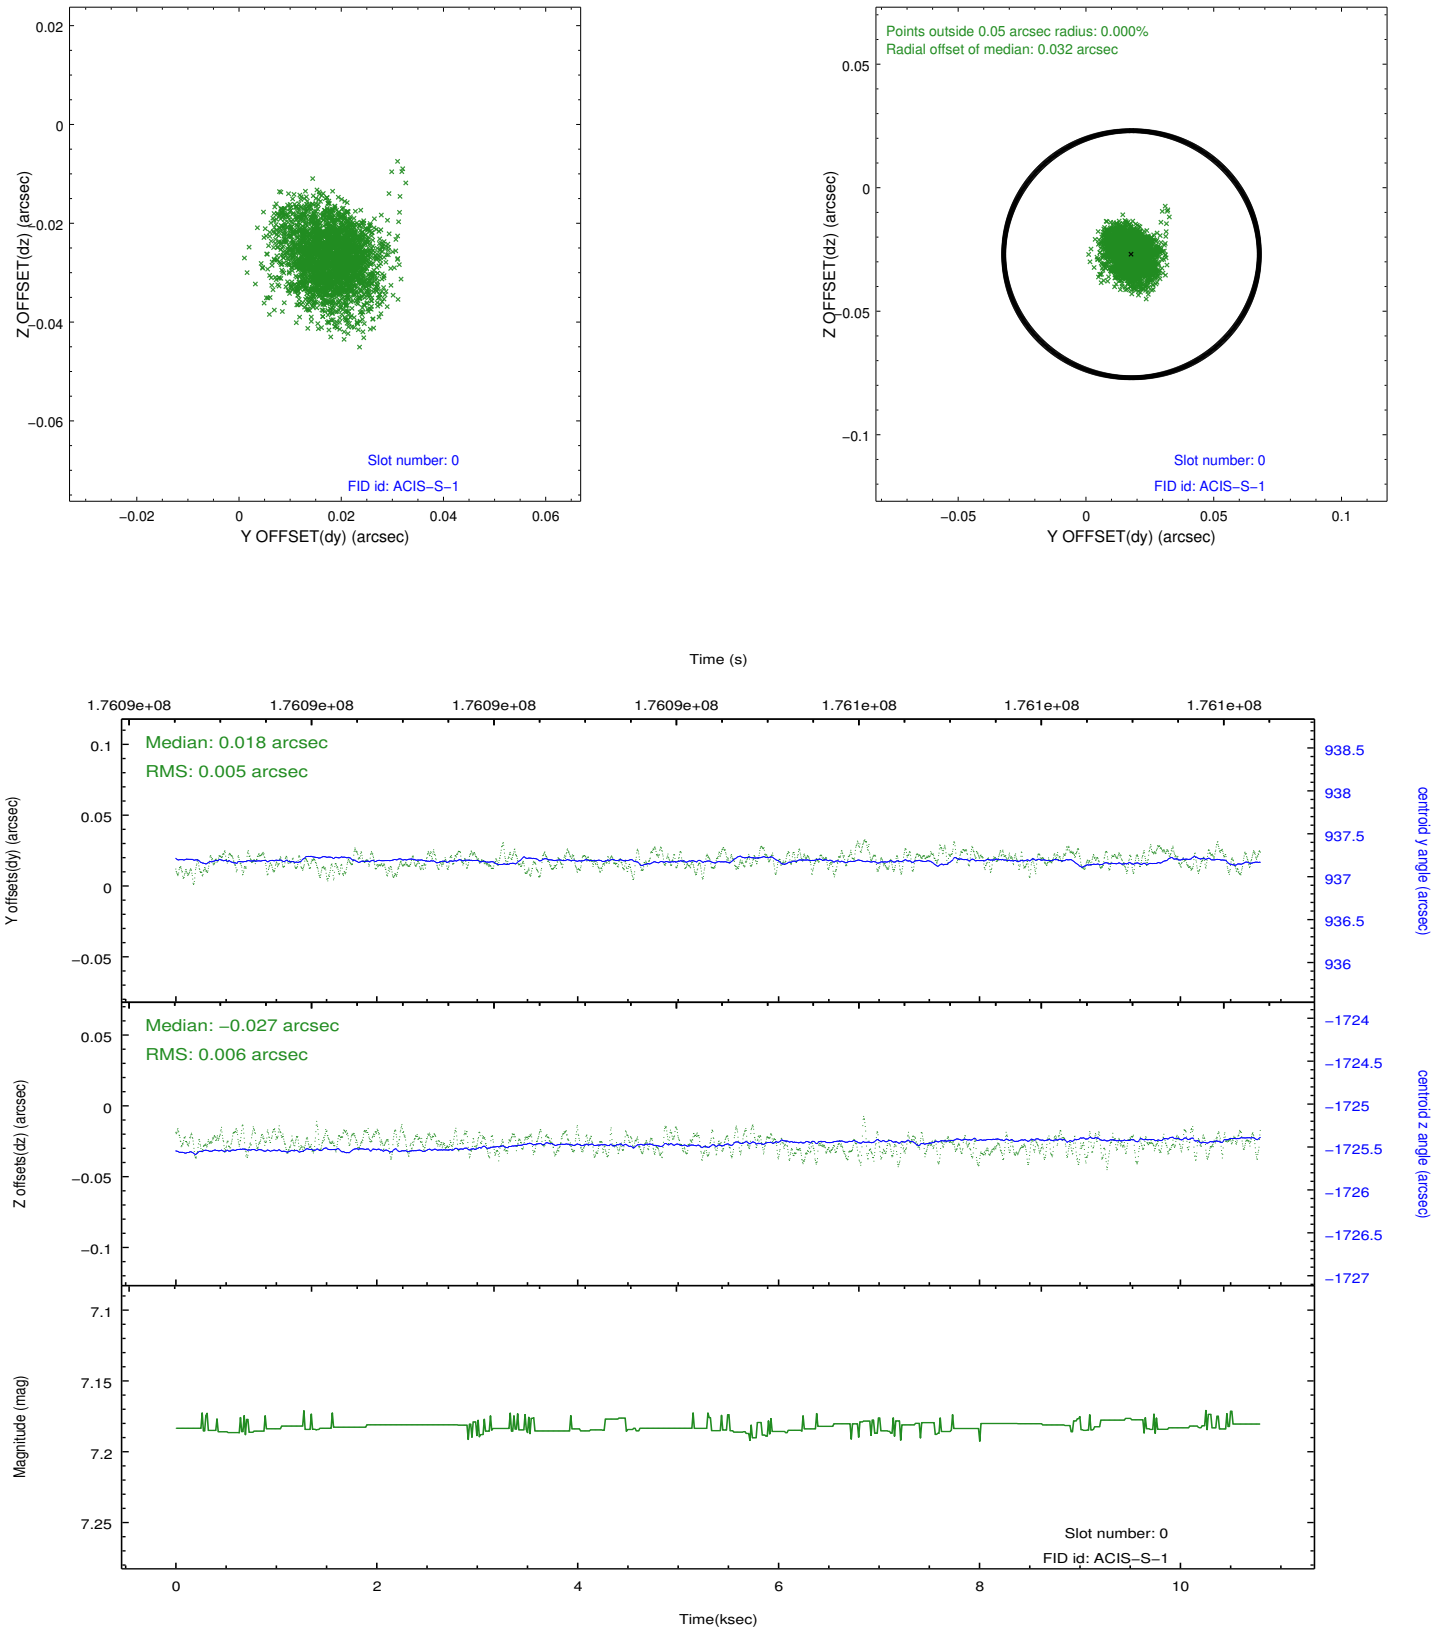 0.02
0
−0.02
−0.04
−0.06
Z OFFSET(dz) (arcsec)
Slot number: 0
FID id: ACIS−S−1
−0.02 0 0.02 0.04 0.06
Y OFFSET(dy) (arcsec)
Points outside 0.05 arcsec radius: 0.000%
Radial offset of median: 0.032 arcsec
0.05
0
−0.05
−0.1
Z OFFSET(dz) (arcsec)
Slot number: 0
FID id: ACIS−S−1
−0.05 0 0.05 0.1
Y OFFSET(dy) (arcsec)
Time (s)
1.7609e+08 1.7609e+08 1.7609e+08 1.7609e+08 1.761e+08 1.761e+08 1.761e+08
Median: 0.018 arcsec
RMS: 0.005 arcsec
0.1
0.05
0
−0.05
Y offsets(dy) (arcsec)
938.5
938
937.5
937
936.5
936
centroid y angle (arcsec)
Median: −0.027 arcsec
RMS: 0.006 arcsec
0.05
0
−0.05
−0.1
Z offsets(dz) (arcsec)
−1724
−1724.5
−1725
−1725.5
−1726
−1726.5
−1727
centroid z angle (arcsec)
7.1
7.15
7.2
7.25
Magnitude (mag)
Slot number: 0
FID id: ACIS−S−1
0 2 4 6 8 10
Time(ksec)